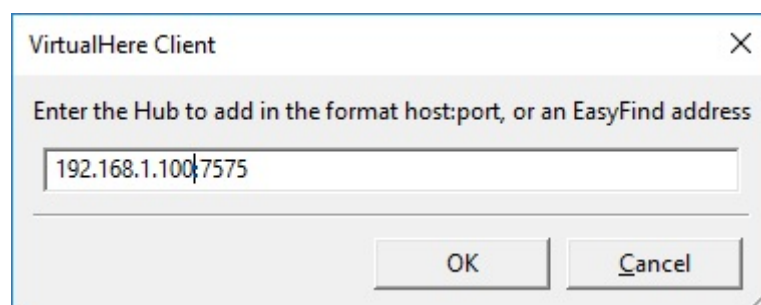 VirtualHere Client
Enter the Hub to add in the format host:port, or an EasyFind address
192.168.1.100:7575
OK
Cancel